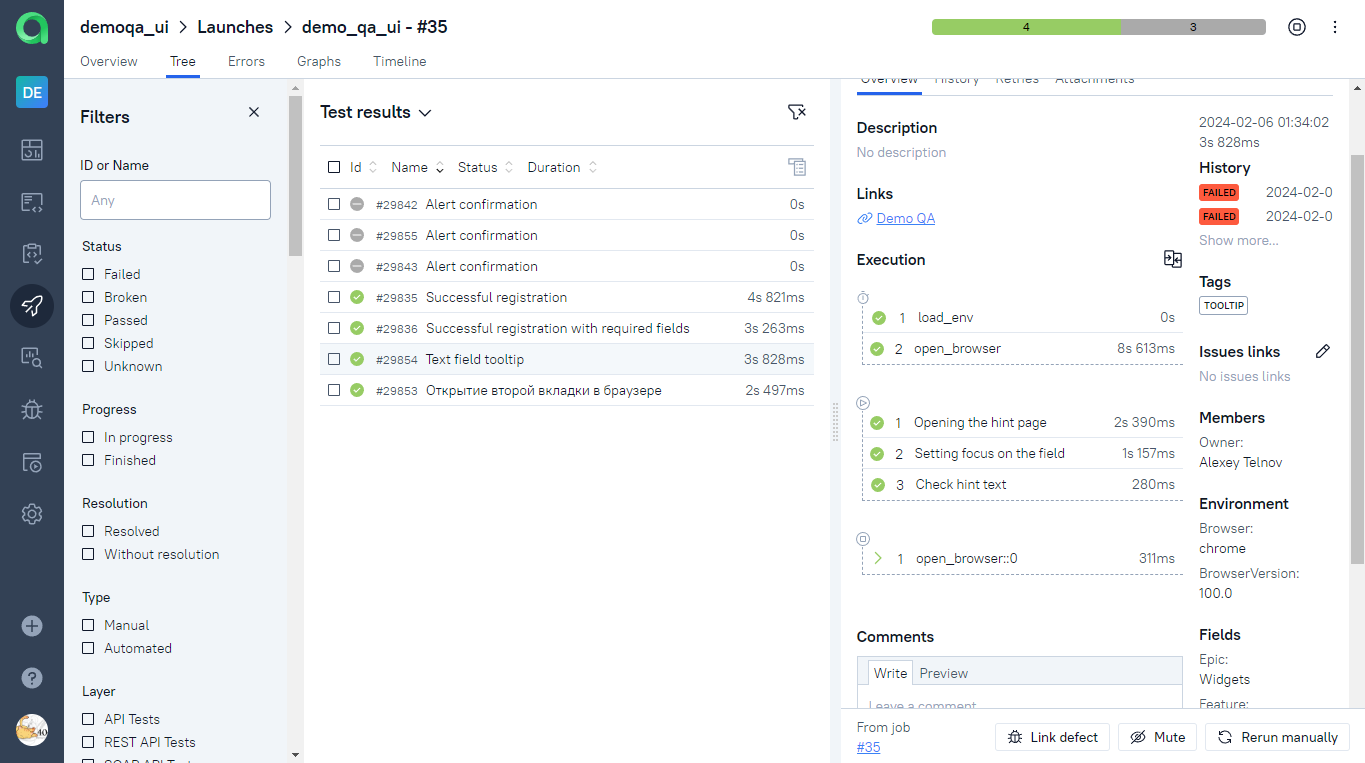 demoqa_ui > Launches > demo_qa_ui - #35
4 3
Overview Tree Errors Graphs Timeline
DE
Filters
ID or Name
Any
Status
Failed
Broken
Passed
Skipped
Unknown
Progress
In progress
Finished
Resolution
Resolved
Without resolution
Type
Manual
Automated
Layer
API Tests
REST API Tests
SOAP API Tests
Test results
Id Name Status Duration
#29842 Alert confirmation 0s
#29855 Alert confirmation 0s
#29843 Alert confirmation 0s
#29835 Successful registration 4s 821ms
#29836 Successful registration with required fields 3s 263ms
#29854 Text field tooltip 3s 828ms
#29853 Открытие второй вкладки в браузере 2s 497ms
Overview History Retries Attachments
Description
No description
Links
Demo QA
Execution
1 load_env 0s
2 open_browser 8s 613ms
1 Opening the hint page 2s 390ms
2 Setting focus on the field 1s 157ms
3 Check hint text 280ms
1 open_browser::0 311ms
Comments
Write Preview
Leave a comment
2024-02-06 01:34:02
3s 828ms
History
FAILED 2024-02-0
FAILED 2024-02-0
Show more...
Tags
TOOLTIP
Issues links
No issues links
Members
Owner:
Alexey Telnov
Environment
Browser:
chrome
BrowserVersion:
100.0
Fields
Epic:
Widgets
Feature:
From job
#35
Link defect Mute Rerun manually